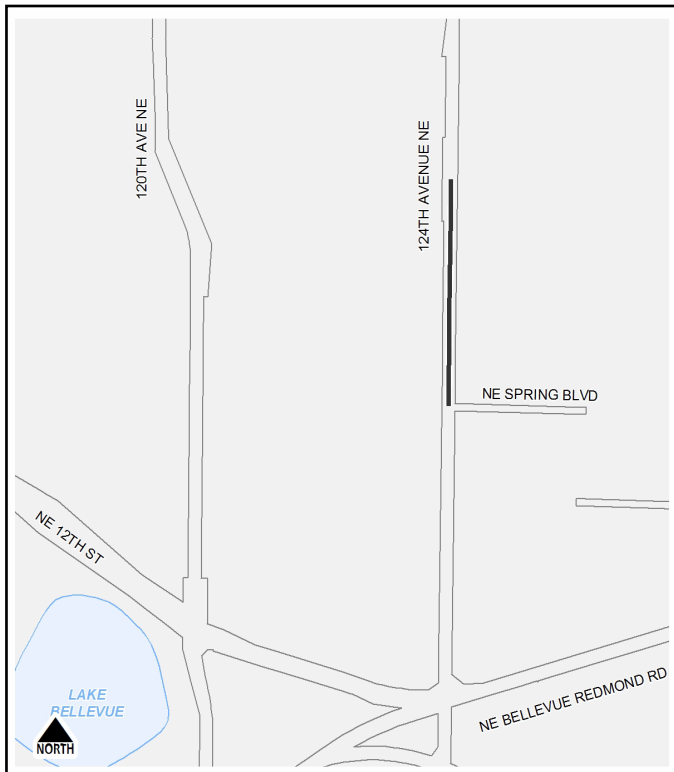 120TH AVE NE
124TH AVENUE NE
NE SPRING BLVD
NE 12TH ST
LAKE
BELLEVUE
NE BELLEVUE REDMOND RD
NORTH